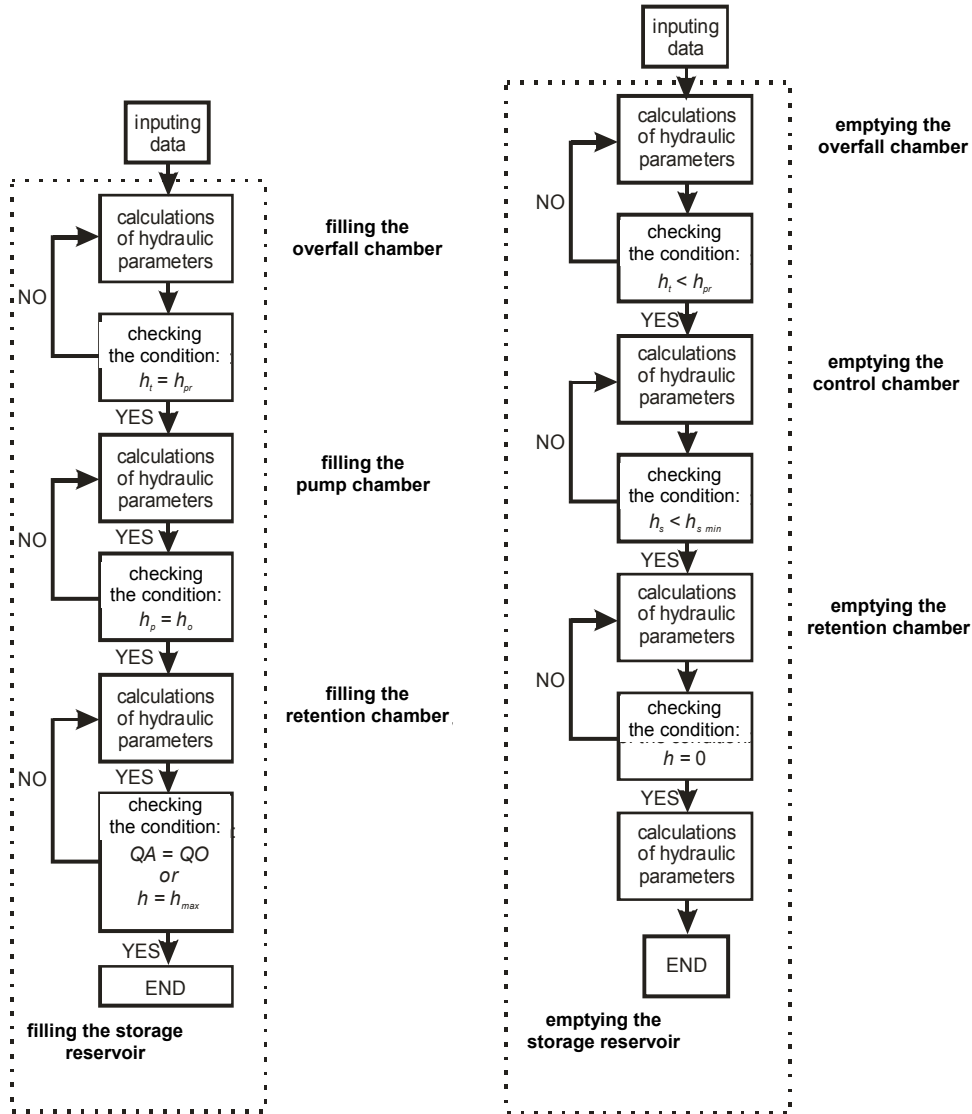 inputing
data
calculations
of hydraulic
parameters
filling the
overfall chamber
NO
checking
the condition:
h_t = h_pr
YES
calculations
of hydraulic
parameters
filling the
pump chamber
YES
NO
checking
the condition:
h_p = h_o
YES
calculations
of hydraulic
parameters
filling the
retention chamber
YES
NO
checking
the condition:
QA = QO
or
h = h_max
YES
END
filling the storage
reservoir
inputing
data
calculations
of hydraulic
parameters
emptying the
overfall chamber
NO
checking
the condition:
h_t < h_pr
YES
calculations
of hydraulic
parameters
emptying the
control chamber
NO
checking
the condition:
h_s < h_s min
YES
calculations
of hydraulic
parameters
emptying the
retention chamber
NO
checking
the condition:
h = 0
YES
calculations
of hydraulic
parameters
END
emptying the
storage reservoir